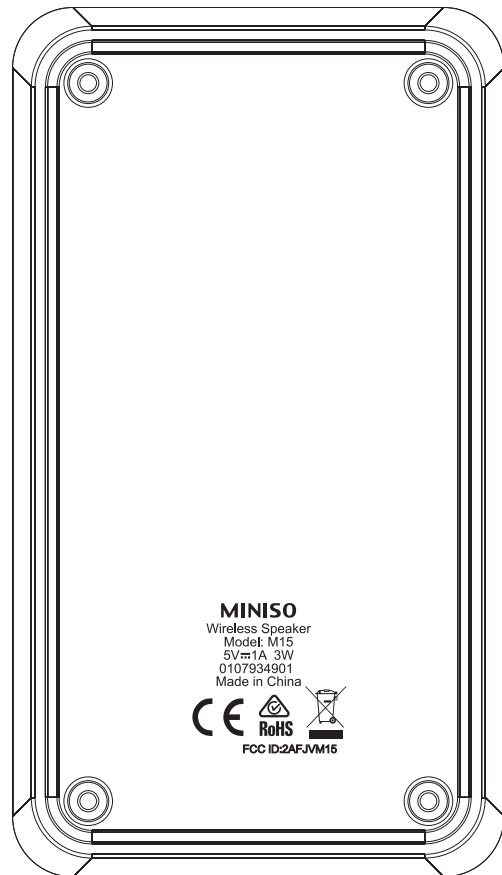 MINISO
Wireless Speaker
Model: M15
5V⎓1A 3W
0107934901
Made in China
CE RoHS
FCC ID:2AFJVM15